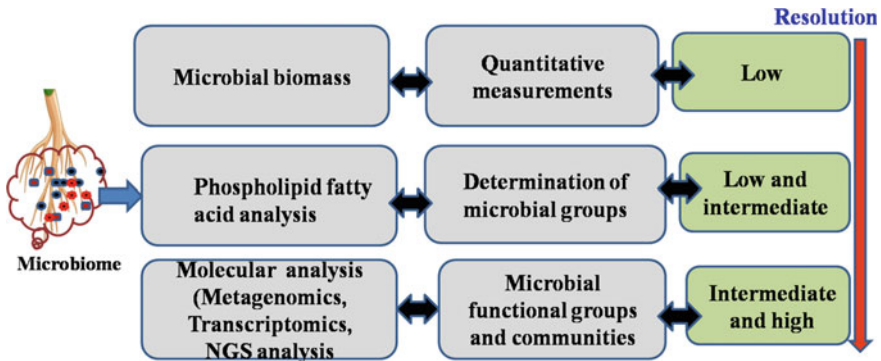 Resolution
Microbial biomass
Quantitative
measurements
Low
Phospholipid fatty
acid analysis
Determination of
microbial groups
Low and
intermediate
Microbiome
Molecular analysis
(Metagenomics,
Transcriptomics,
NGS analysis
Microbial
functional groups
and communities
Intermediate
and high